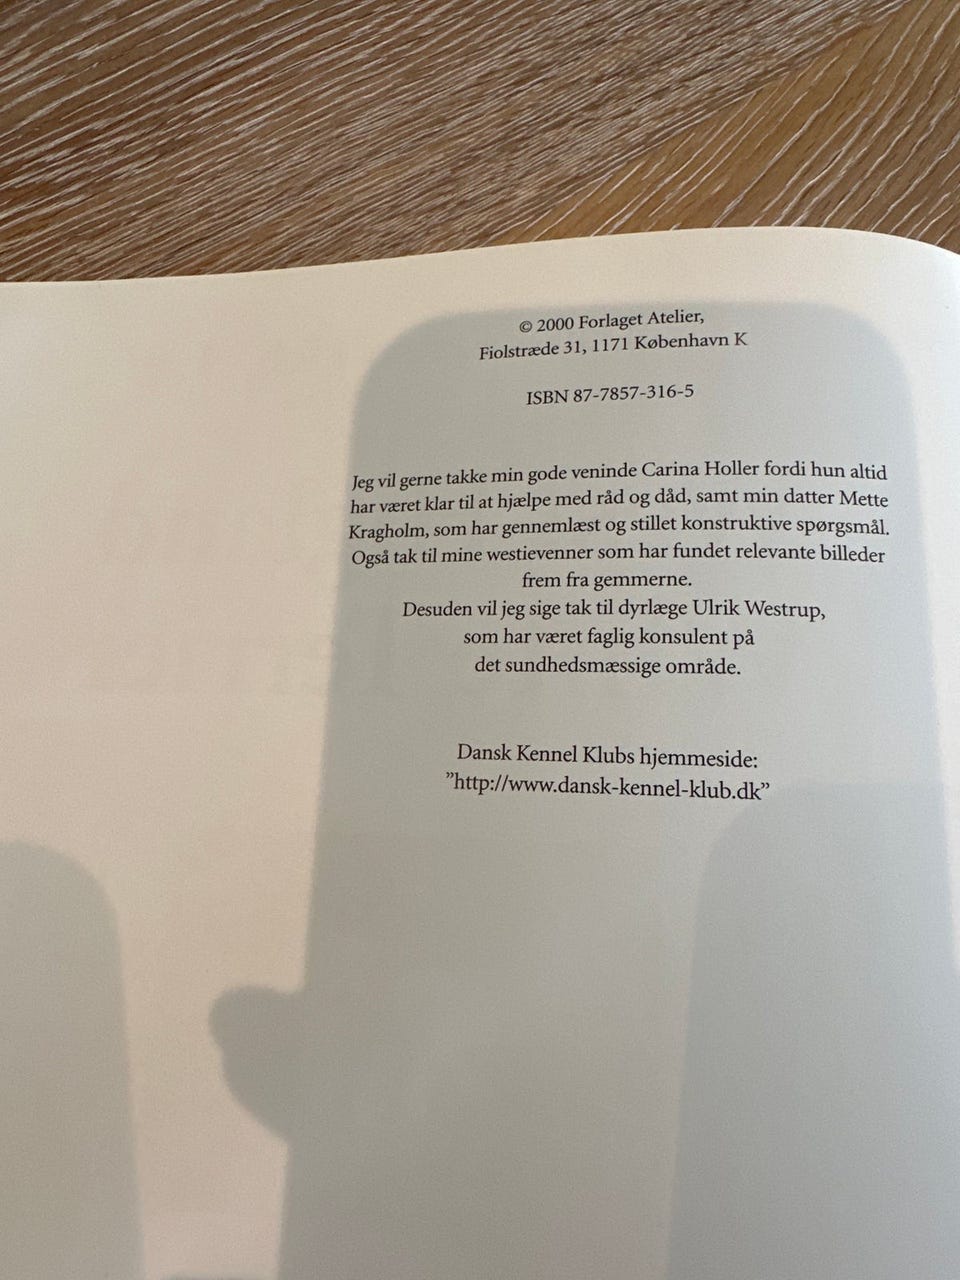 © 2000 Forlaget Atelier,
Fiolstræde 31, 1171 København K
ISBN 87-7857-316-5
Jeg vil gerne takke min gode veninde Carina Holler fordi hun altid
har været klar til at hjælpe med råd og dåd, samt min datter Mette
Kragholm, som har gennemlæst og stillet konstruktive spørgsmål.
Også tak til mine westievenner som har fundet relevante billeder
frem fra gemmerne.
Desuden vil jeg sige tak til dyrlæge Ulrik Westrup,
som har været faglig konsulent på
det sundhedsmæssige område.
Dansk Kennel Klubs hjemmeside:
”http://www.dansk-kennel-klub.dk”